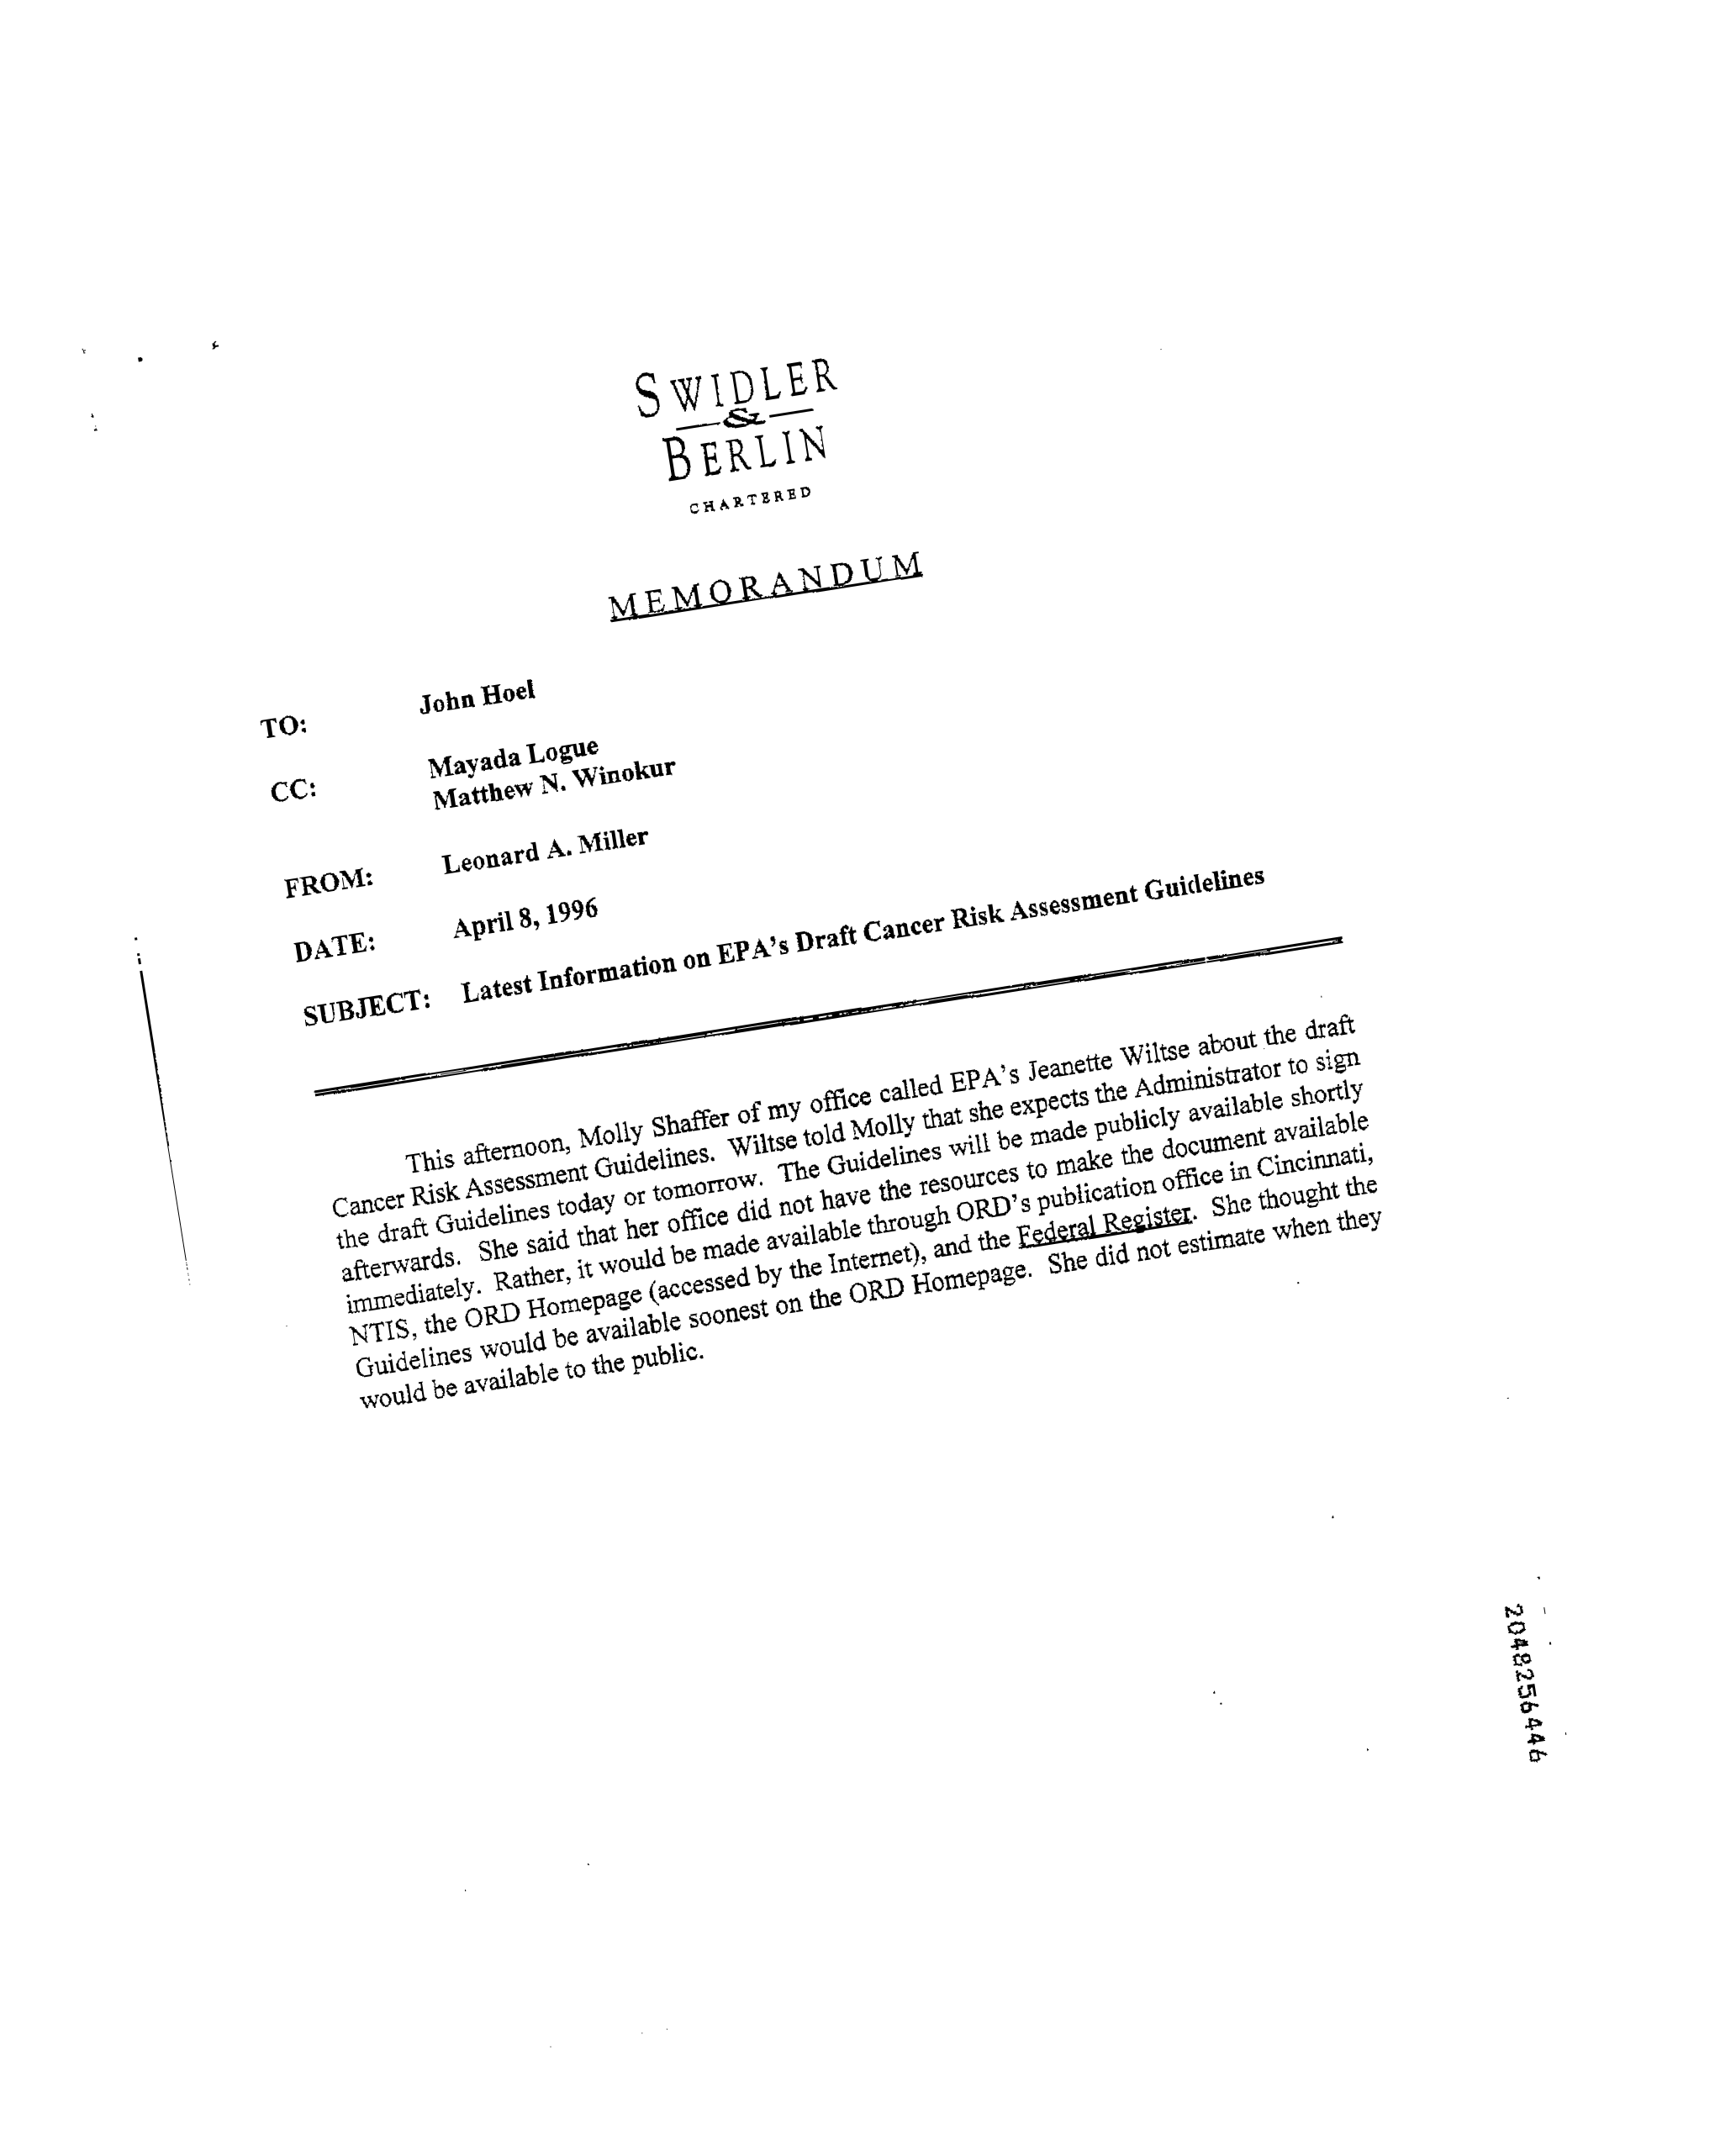 SWIDLER
&
BERLIN
CHARTERED
MEMORANDUM
TO: John Hoel
CC: Mayada Logue
Matthew N. Winokur
FROM: Leonard A. Miller
DATE: April 8, 1996
SUBJECT: Latest Information on EPA's Draft Cancer Risk Assessment Guidelines
This afternoon, Molly Shaffer of my office called EPA's Jeanette Wiltse about the draft
Cancer Risk Assessment Guidelines. Wiltse told Molly that she expects the Administrator to sign
the draft Guidelines today or tomorrow. The Guidelines will be made publicly available shortly
afterwards. She said that her office did not have the resources to make the document available
immediately. Rather, it would be made available through ORD's publication office in Cincinnati,
NTIS, the ORD Homepage (accessed by the Internet), and the Federal Register. She thought the
Guidelines would be available soonest on the ORD Homepage. She did not estimate when they
would be available to the public.
2048256446